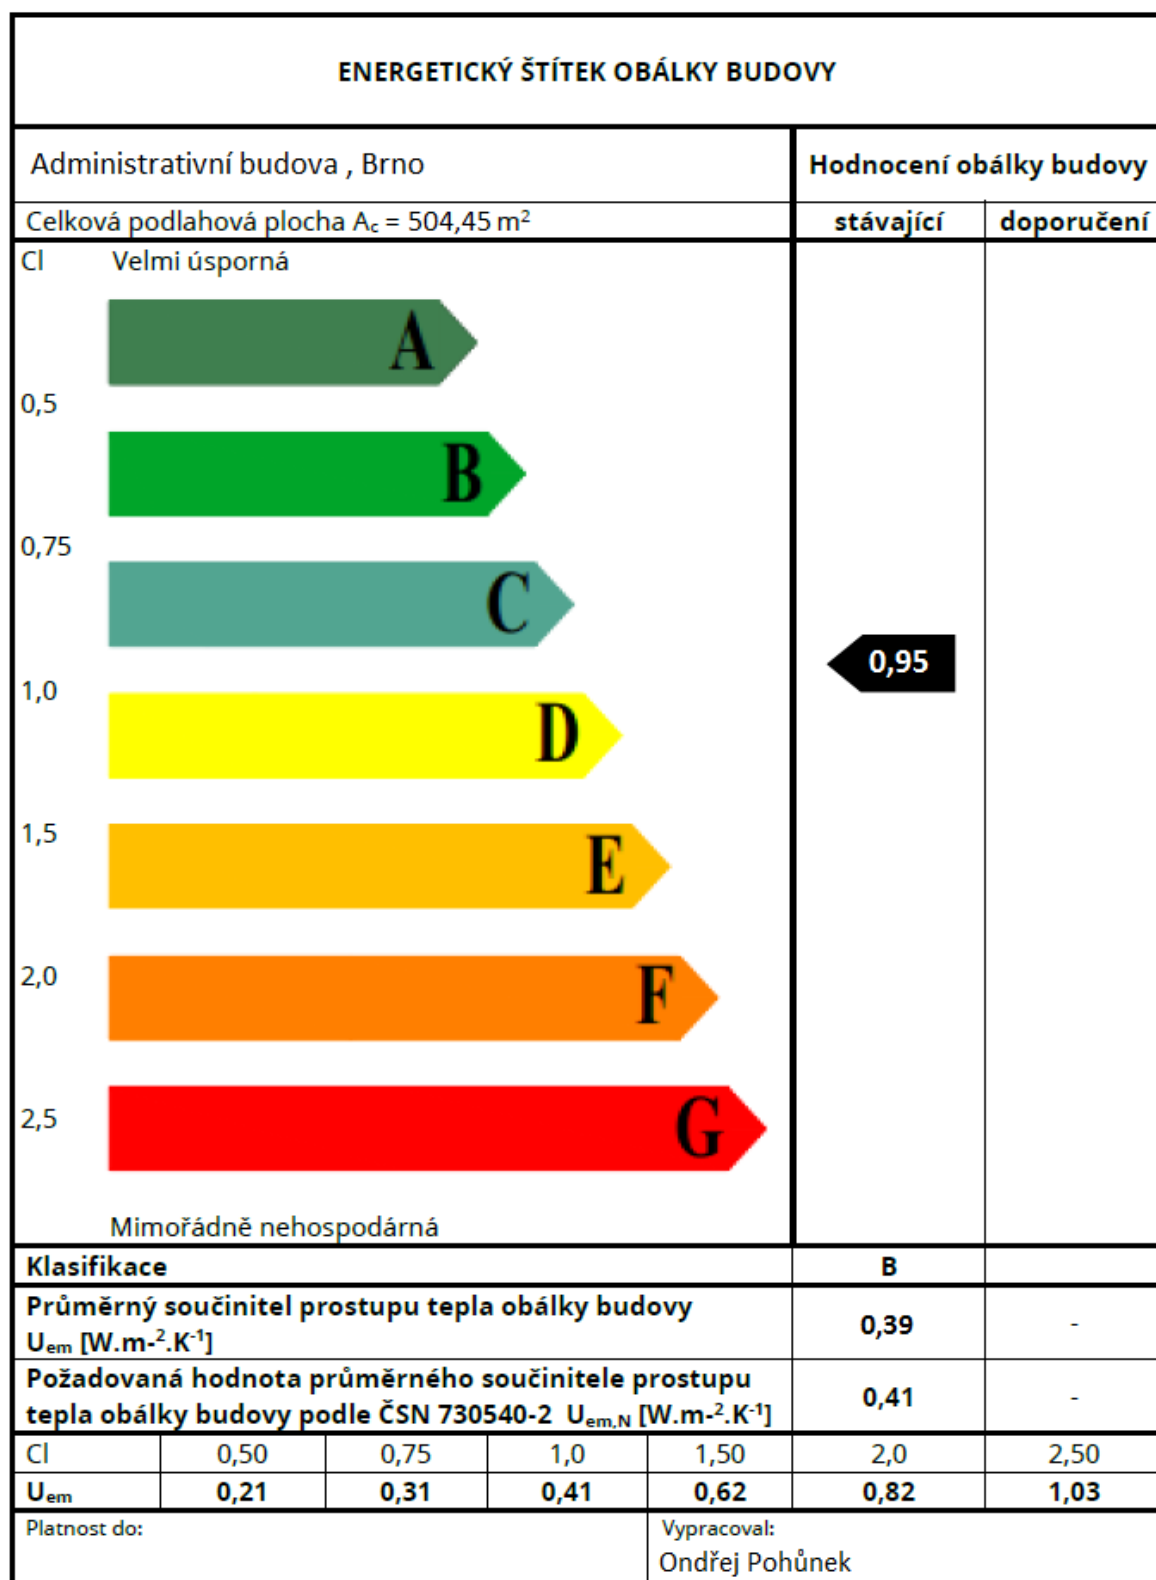 ENERGETICKÝ ŠTÍTEK OBÁLKY BUDOVY
Administrativní budova , Brno
Hodnocení obálky budovy
Celková podlahová plocha Ac = 504,45 m²
stávající
doporučení
Cl
Velmi úsporná
A
0,5
B
0,75
C
0,95
1,0
D
1,5
E
2,0
F
2,5
G
Mimořádně nehospodárná
Klasifikace
B
Průměrný součinitel prostupu tepla obálky budovy
Uem [W.m-².K⁻¹]
0,39
-
Požadovaná hodnota průměrného součinitele prostupu
tepla obálky budovy podle ČSN 730540-2 Uem,N [W.m-².K⁻¹]
0,41
-
Cl 0,50 0,75 1,0 1,50 2,0 2,50
Uem 0,21 0,31 0,41 0,62 0,82 1,03
Platnost do:
Vypracoval:
Ondřej Pohůnek